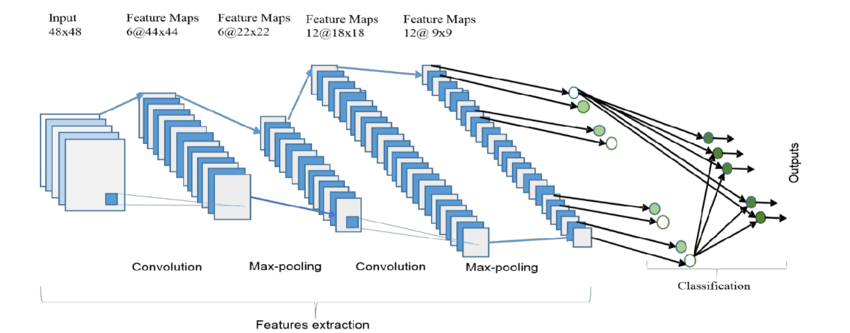 Input
48x48
Feature Maps
6@44x44
Feature Maps
6@22x22
Feature Maps
12@18x18
Feature Maps
12@ 9x9
Outputs
Convolution
Max-pooling
Convolution
Max-pooling
Classification
Features extraction